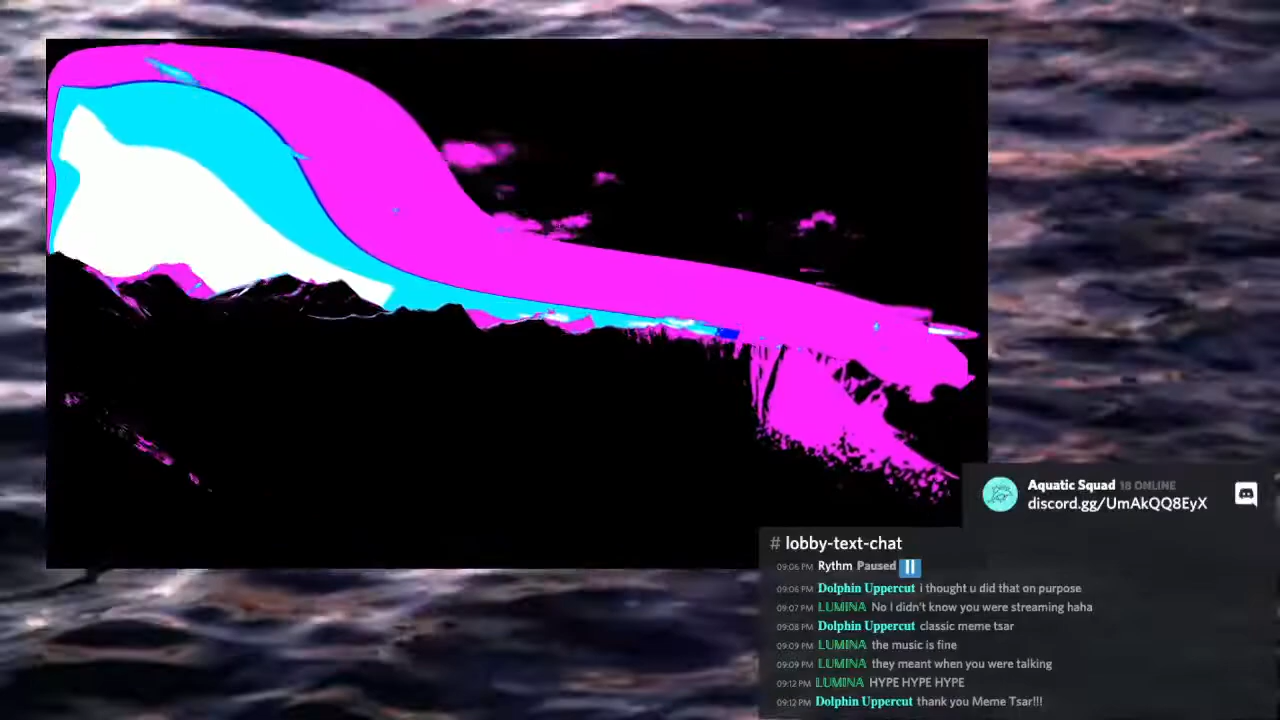 Aquatic Squad 18 ONLINE
discord.gg/UmAkQQ8EyX
# lobby-text-chat
09:06 PM Rythm Paused
09:06 PM Dolphin Uppercut i thought u did that on purpose
09:07 PM LUMINA No I didn't know you were streaming haha
09:08 PM Dolphin Uppercut classic meme tsar
09:09 PM LUMINA the music is fine
09:09 PM LUMINA they meant when you were talking
09:12 PM LUMINA HYPE HYPE HYPE
09:12 PM Dolphin Uppercut thank you Meme Tsar!!!